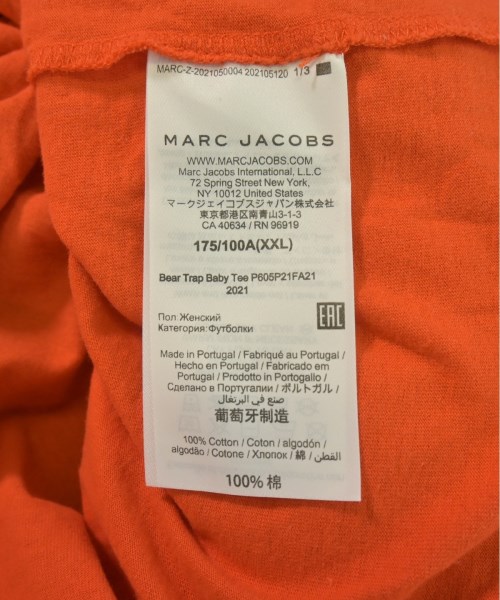 MARC-Z-2021050004 202105120 1/3
MARC JACOBS
WWW.MARCJACOBS.COM
Marc Jacobs International, L.L.C
72 Spring Street New York,
NY 10012 United States
マークジェイコブスジャパン株式会社
東京都港区南青山3-1-3
CA 40634 / RN 96919
175/100A(XXL)
Bear Trap Baby Tee P605P21FA21
2021
EAC
Пол: Женский
Категория: Футболки
Made in Portugal / Fabriqué au Portugal /
Hecho en Portugal / Fabricado em
Portugal / Prodotto in Portogallo /
Сделано в Португалии / ポルトガル /
صنع في البرتغال
葡萄牙制造
100% Cotton / Coton / algodón /
algodão / Cotone / Хлопок / 綿 / القطن
100% 棉